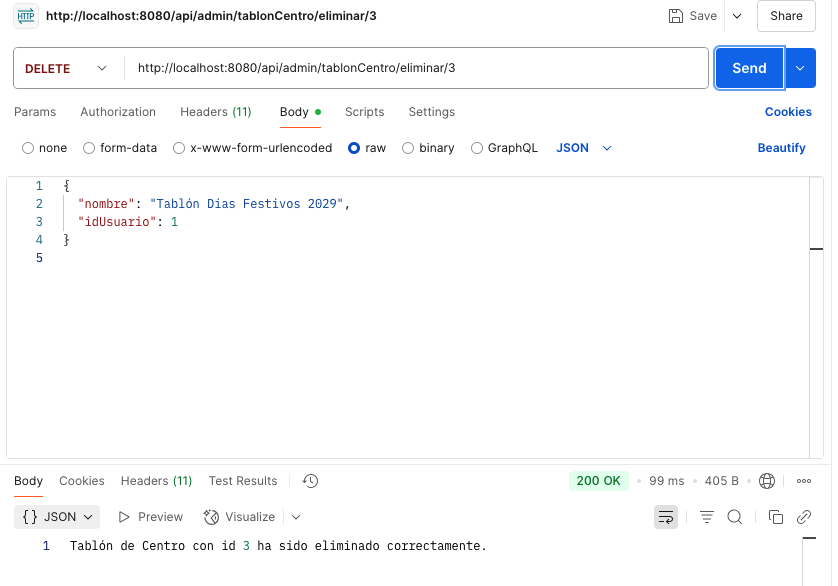 HTTP http://localhost:8080/api/admin/tablonCentro/eliminar/3 Save Share
DELETE http://localhost:8080/api/admin/tablonCentro/eliminar/3 Send
Params Authorization Headers (11) Body Scripts Settings Cookies
none form-data x-www-form-urlencoded raw binary GraphQL JSON Beautify
1 {
2 "nombre": "Tablón Dias Festivos 2029",
3 "idUsuario": 1
4 }
5
Body Cookies Headers (11) Test Results 200 OK • 99 ms • 405 B •
{} JSON Preview Visualize
1 Tablón de Centro con id 3 ha sido eliminado correctamente.